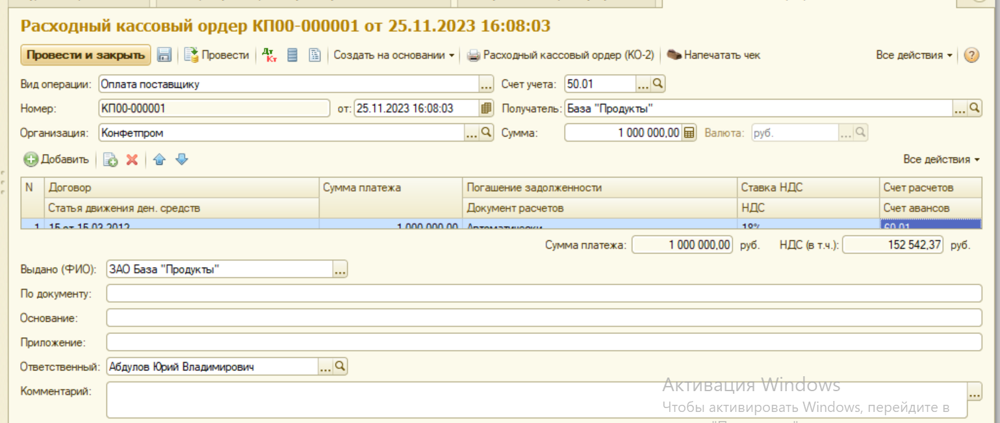 Расходный кассовый ордер КП00-000001 от 25.11.2023 16:08:03
Провести и закрыть Провести Дт Кт Создать на основании Расходный кассовый ордер (КО-2) Напечатать чек Все действия ?
Вид операции: Оплата поставщику ... Счет учета: 50.01 ...
Номер: КП00-000001 от: 25.11.2023 16:08:03 Получатель: База "Продукты" ...
Организация: Конфетпром ... Сумма: 1 000 000,00 Валюта: руб. ...
Добавить Все действия
N Договор Сумма платежа Погашение задолженности Ставка НДС Счет расчетов
Статья движения ден. средств Документ расчетов НДС Счет авансов
1 15 от 15.03.2012 1 000 000,00 Автоматически 18% 60.01
Сумма платежа: 1 000 000,00 руб. НДС (в т.ч.): 152 542,37 руб.
Выдано (ФИО): ЗАО База "Продукты" ...
По документу:
Основание:
Приложение:
Ответственный: Абдулов Юрий Владимирович ...
Комментарий: ...
Активация Windows
Чтобы активировать Windows, перейдите в